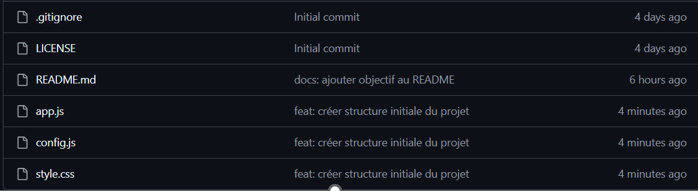 .gitignore Initial commit 4 days ago
LICENSE Initial commit 4 days ago
README.md docs: ajouter objectif au README 6 hours ago
app.js feat: créer structure initiale du projet 4 minutes ago
config.js feat: créer structure initiale du projet 4 minutes ago
style.css feat: créer structure initiale du projet 4 minutes ago